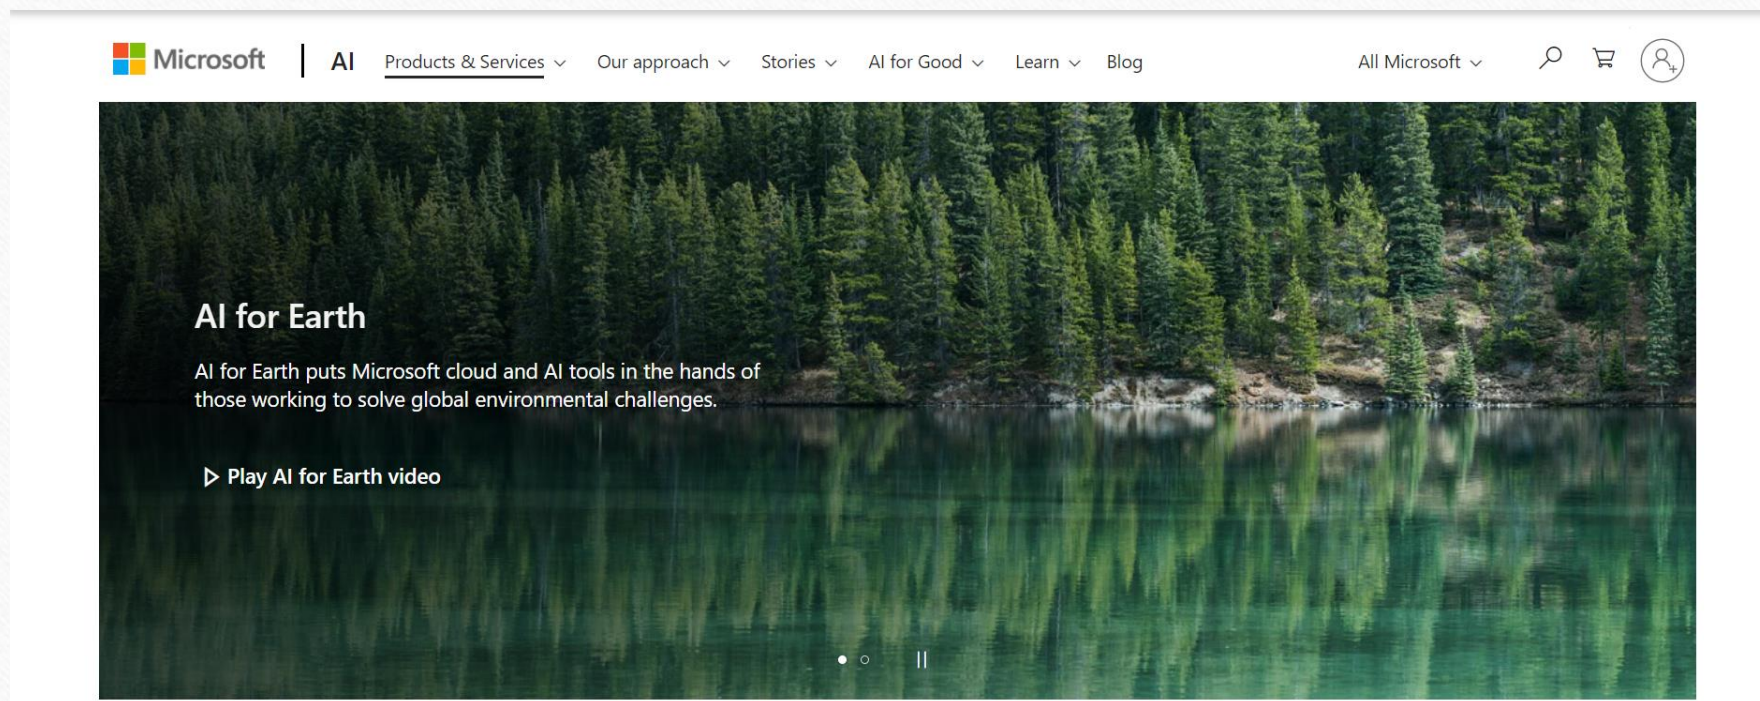 Microsoft
AI
Products & Services
Our approach
Stories
AI for Good
Learn
Blog
All Microsoft
AI for Earth
AI for Earth puts Microsoft cloud and AI tools in the hands of
those working to solve global environmental challenges.
Play AI for Earth video